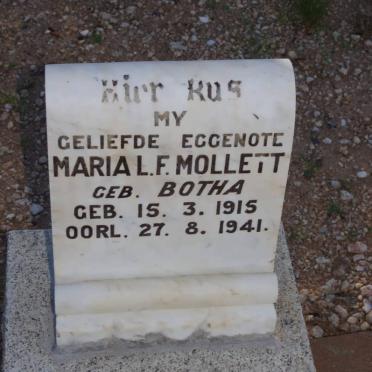 Hier Rus
MY
GELIEFDE EGGENOTE
MARIA L.F. MOLLETT
GEB. BOTHA
GEB. 15. 3. 1915
OORL. 27. 8. 1941.